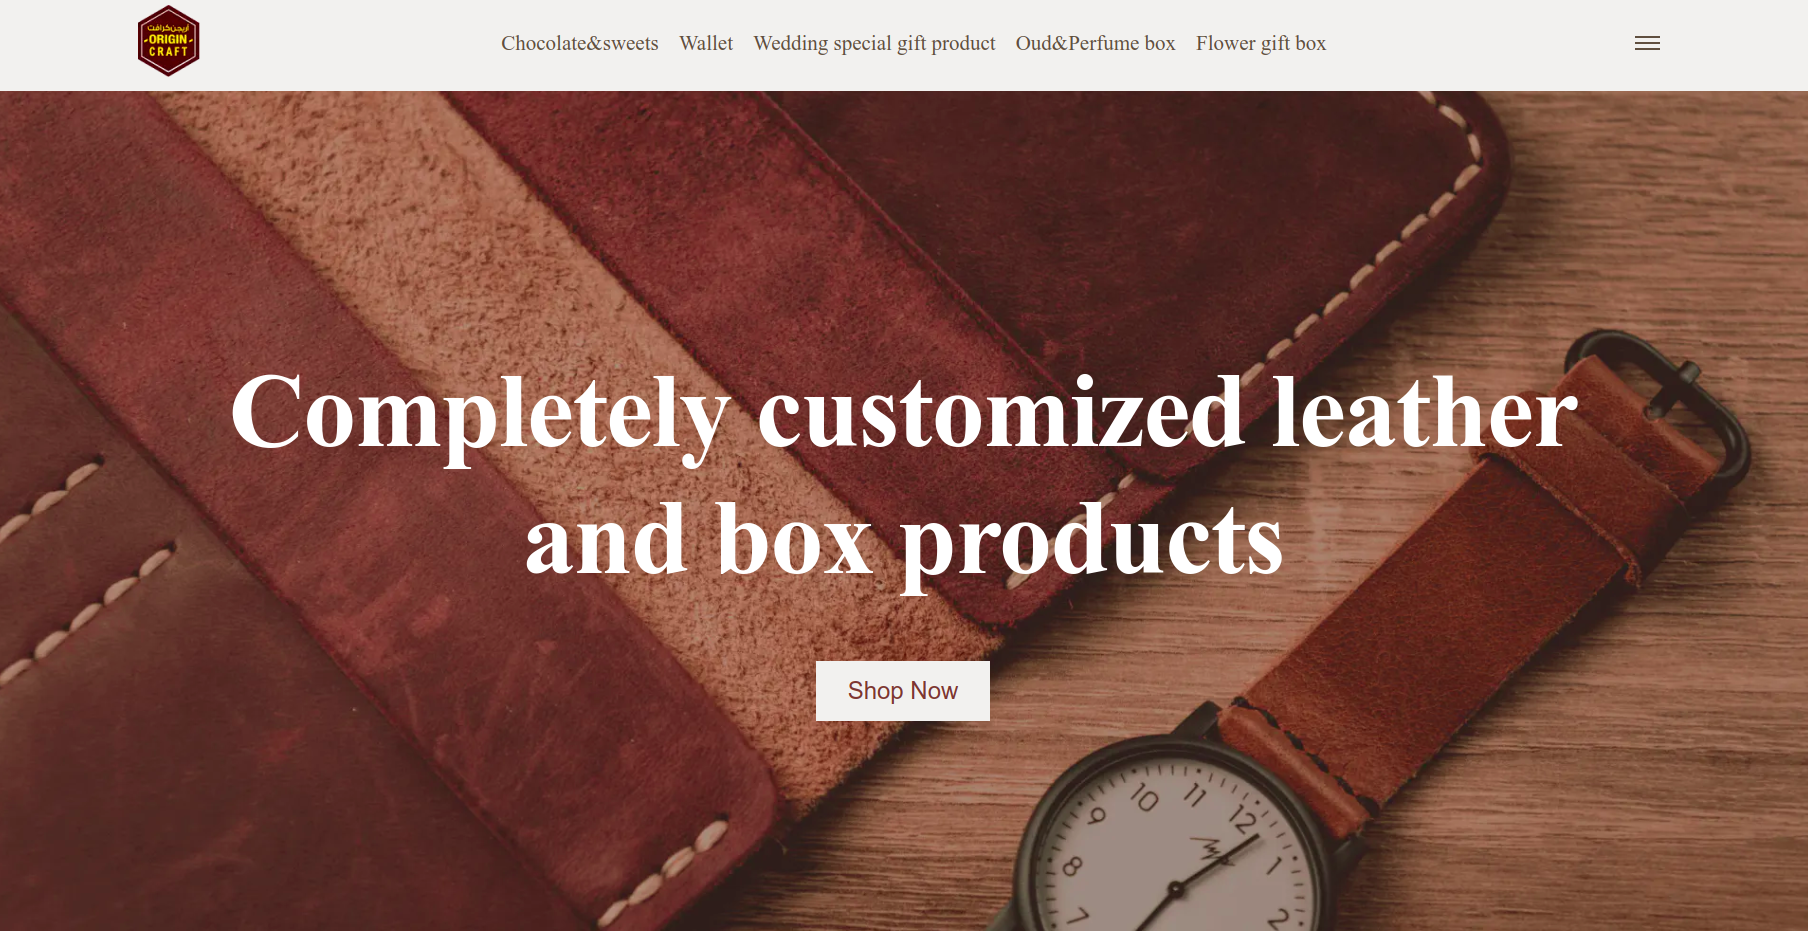 أريجن كرافت
ORIGIN
CRAFT
Chocolate&sweets Wallet Wedding special gift product Oud&Perfume box Flower gift box
Completely customized leather
and box products
Shop Now
10 11 12
9 1
8
7 2